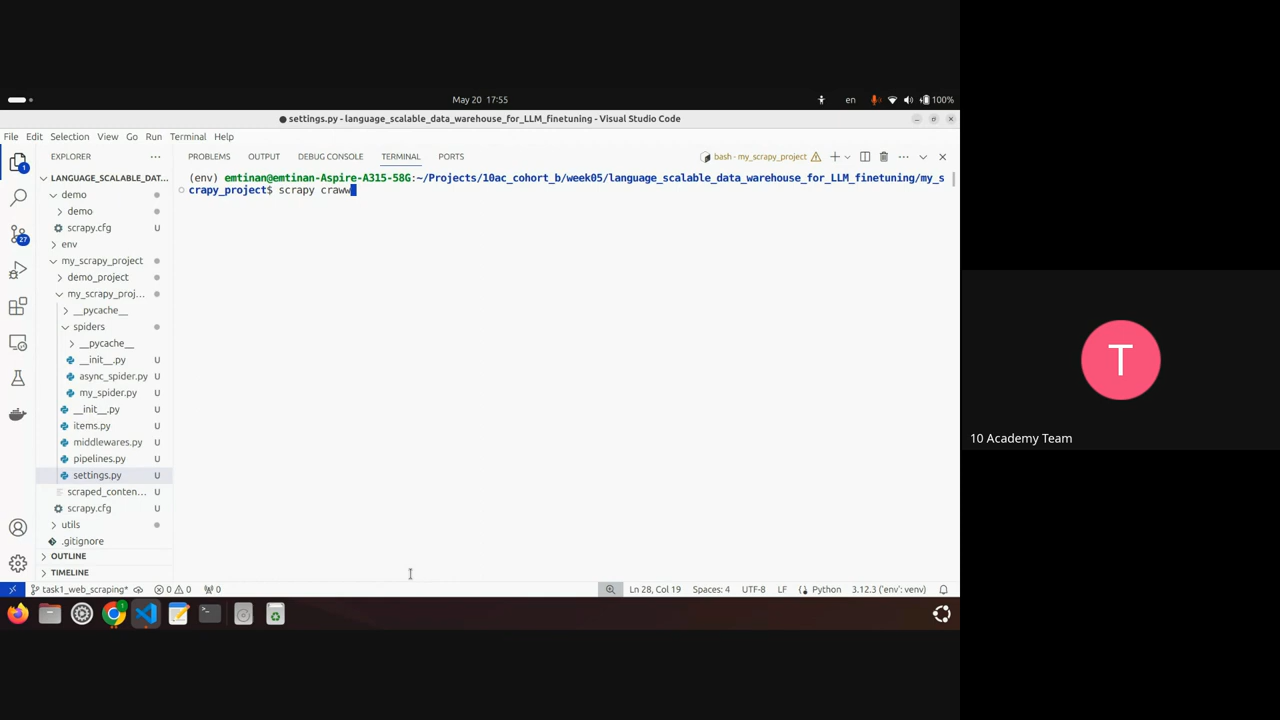 May 20 17:55
en
100%
● settings.py - language_scalable_data_warehouse_for_LLM_finetuning - Visual Studio Code
File Edit Selection View Go Run Terminal Help
EXPLORER
PROBLEMS OUTPUT DEBUG CONSOLE TERMINAL PORTS
bash - my_scrapy_project
LANGUAGE_SCALABLE_DAT...
demo
demo
scrapy.cfg U
env
my_scrapy_project
demo_project
my_scrapy_proj...
__pycache__
spiders
__pycache__
__init__.py U
async_spider.py U
my_spider.py U
__init__.py U
items.py U
middlewares.py U
pipelines.py U
settings.py U
scraped_conten... U
scrapy.cfg U
utils
.gitignore
OUTLINE
TIMELINE
1
27
(env) emtinan@emtinan-Aspire-A315-58G:~/Projects/10ac_cohort_b/week05/language_scalable_data_warehouse_for_LLM_finetuning/my_s
crapy_project$ scrapy craww
task1_web_scraping* 0 0 0
Ln 28, Col 19 Spaces: 4 UTF-8 LF Python 3.12.3 ('env': venv)
T
10 Academy Team